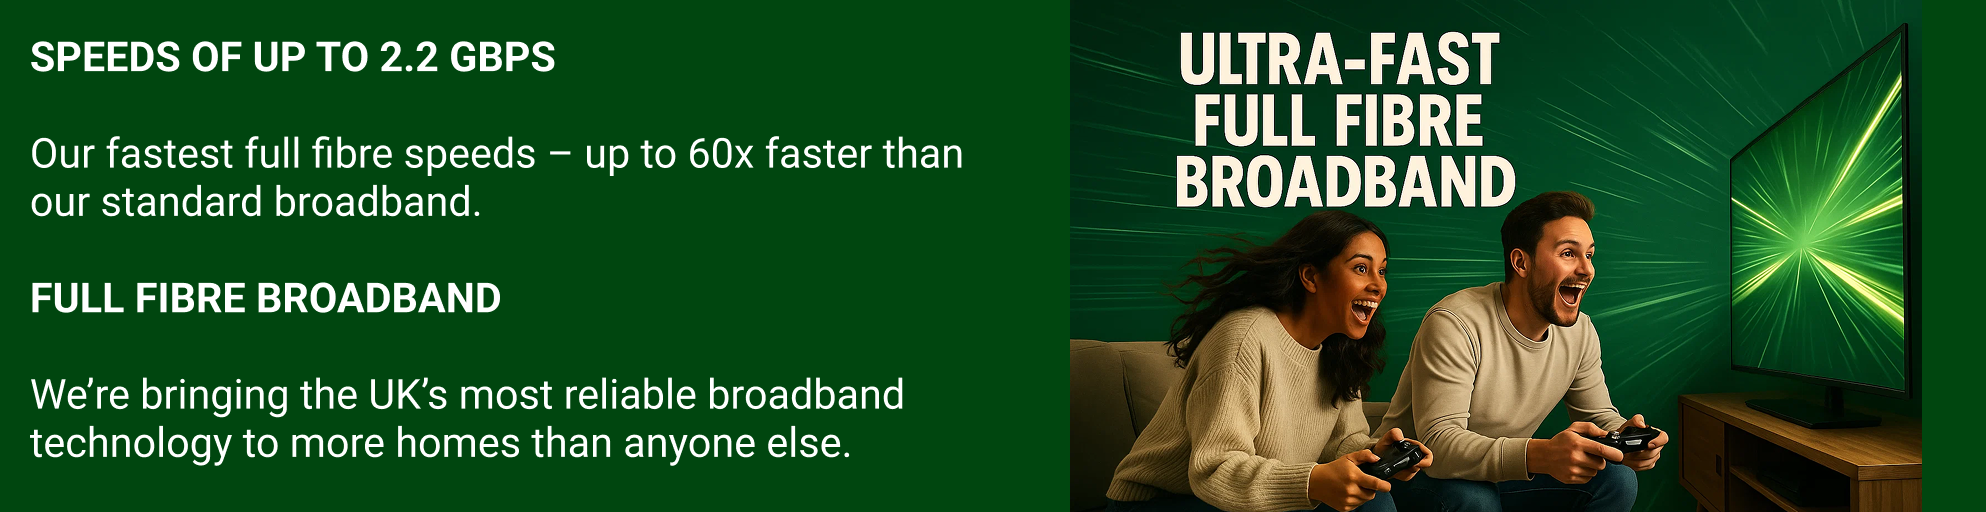 SPEEDS OF UP TO 2.2 GBPS
Our fastest full fibre speeds – up to 60x faster than
our standard broadband.
FULL FIBRE BROADBAND
We’re bringing the UK’s most reliable broadband
technology to more homes than anyone else.
ULTRA-FAST
FULL FIBRE
BROADBAND